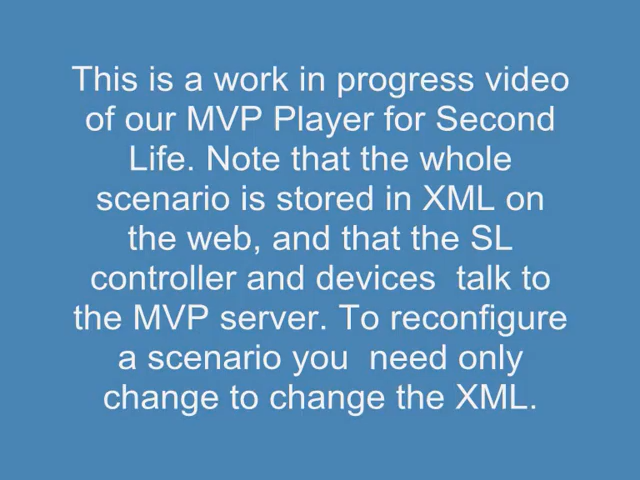 This is a work in progress video
of our MVP Player for Second
Life. Note that the whole
scenario is stored in XML on
the web, and that the SL
controller and devices  talk to
the MVP server. To reconfigure
a scenario you  need only
change to change the XML.